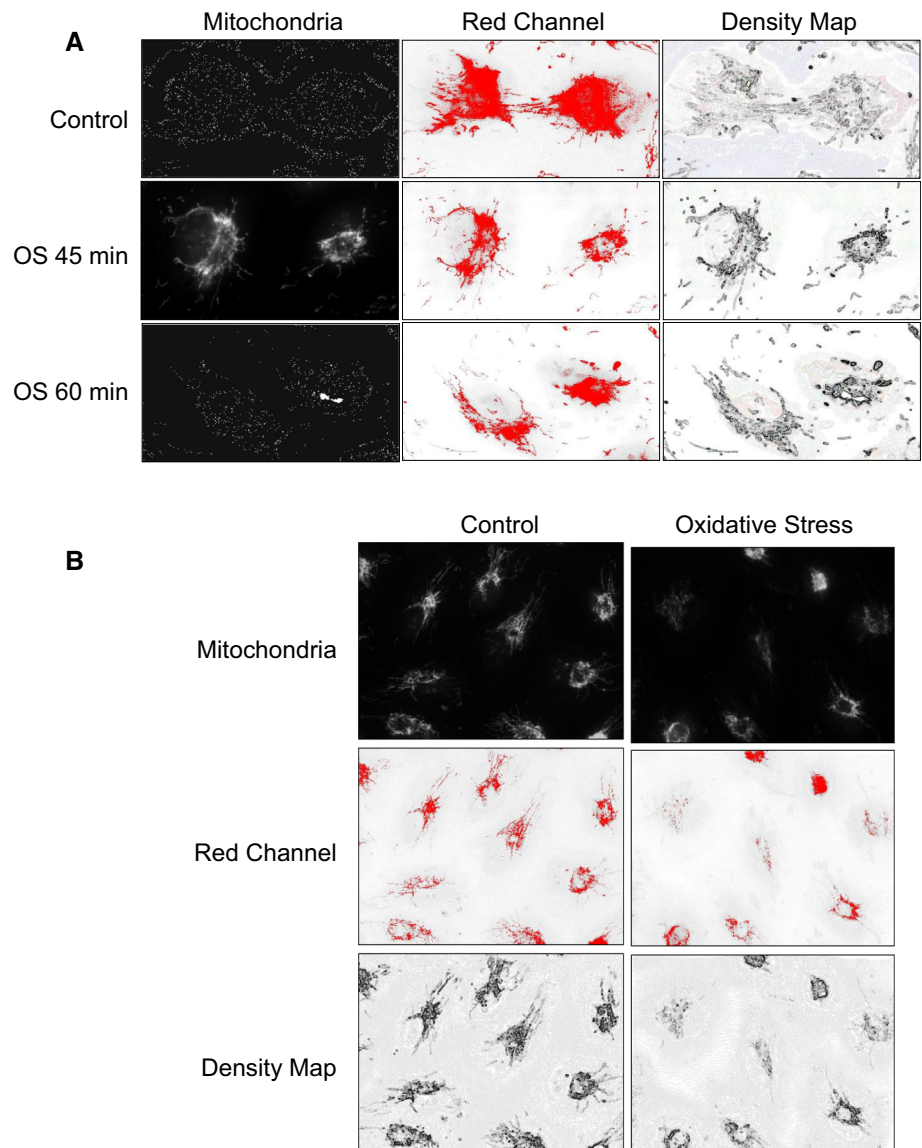 A
Mitochondria Red Channel Density Map
Control
OS 45 min
OS 60 min
B
Control Oxidative Stress
Mitochondria
Red Channel
Density Map